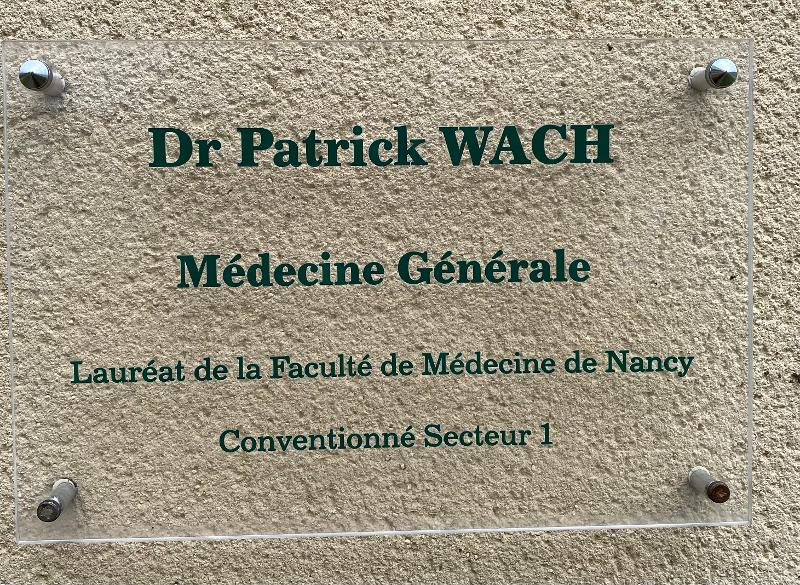 Dr Patrick WACH
Médecine Générale
Lauréat de la Faculté de Médecine de Nancy
Conventionné Secteur 1